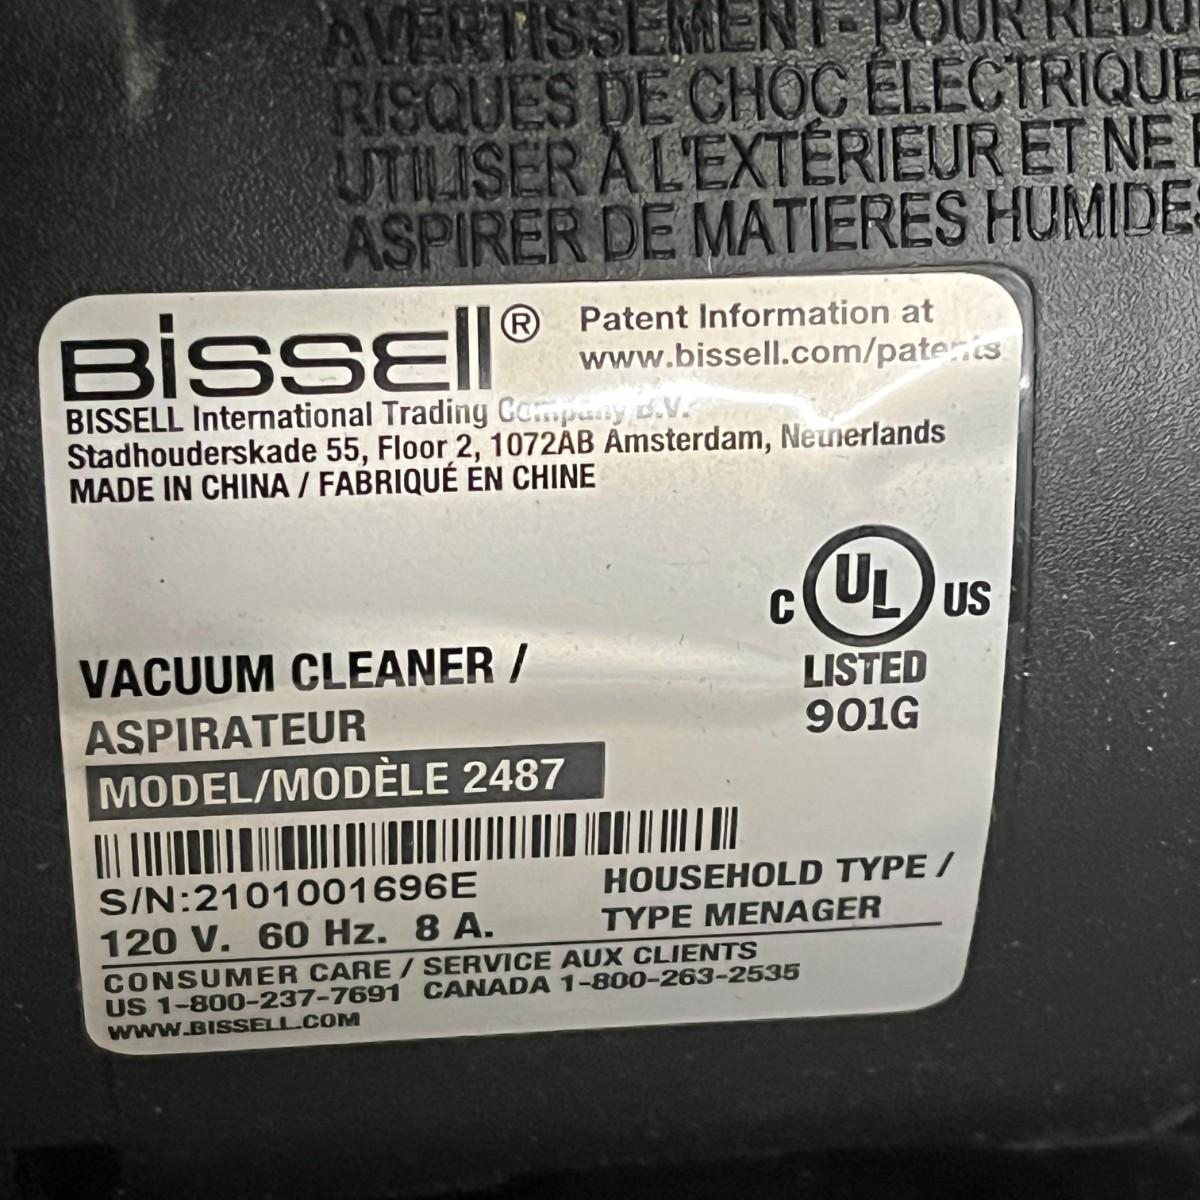 AVERTISSEMENT- POUR RÉDU
RISQUES DE CHOC ÉLECTRIQUE
UTILISER À L'EXTÉRIEUR ET NE
ASPIRER DE MATIERES HUMIDES
BISSELL® Patent Information at
www.bissell.com/patents
BISSELL International Trading Company B.V.
Stadhouderskade 55, Floor 2, 1072AB Amsterdam, Netherlands
MADE IN CHINA / FABRIQUÉ EN CHINE
C UL US
LISTED
901G
VACUUM CLEANER /
ASPIRATEUR
MODEL/MODÈLE 2487
S/N:2101001696E
HOUSEHOLD TYPE /
TYPE MENAGER
120 V. 60 Hz. 8 A.
CONSUMER CARE / SERVICE AUX CLIENTS
US 1-800-237-7691 CANADA 1-800-263-2535
WWW.BISSELL.COM